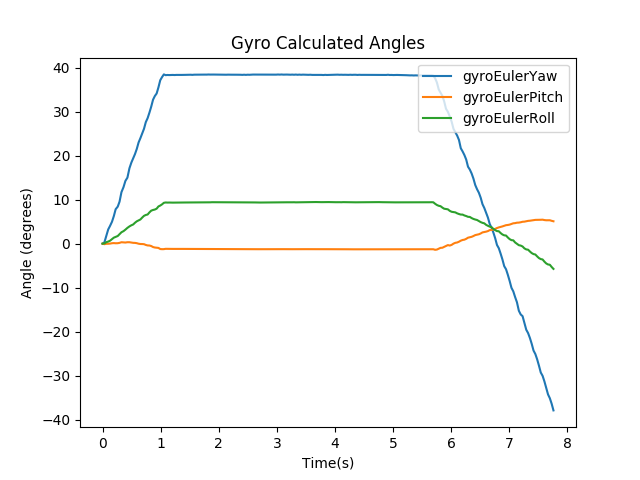 Gyro Calculated Angles
gyroEulerYaw
gyroEulerPitch
gyroEulerRoll
Angle (degrees)
40
30
20
10
0
−10
−20
−30
−40
0 1 2 3 4 5 6 7 8
Time(s)